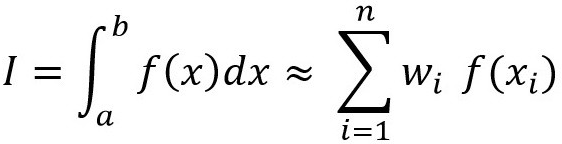 I = ∫_a^b f(x)dx ≈ ∑_{i=1}^n w_i f(x_i)